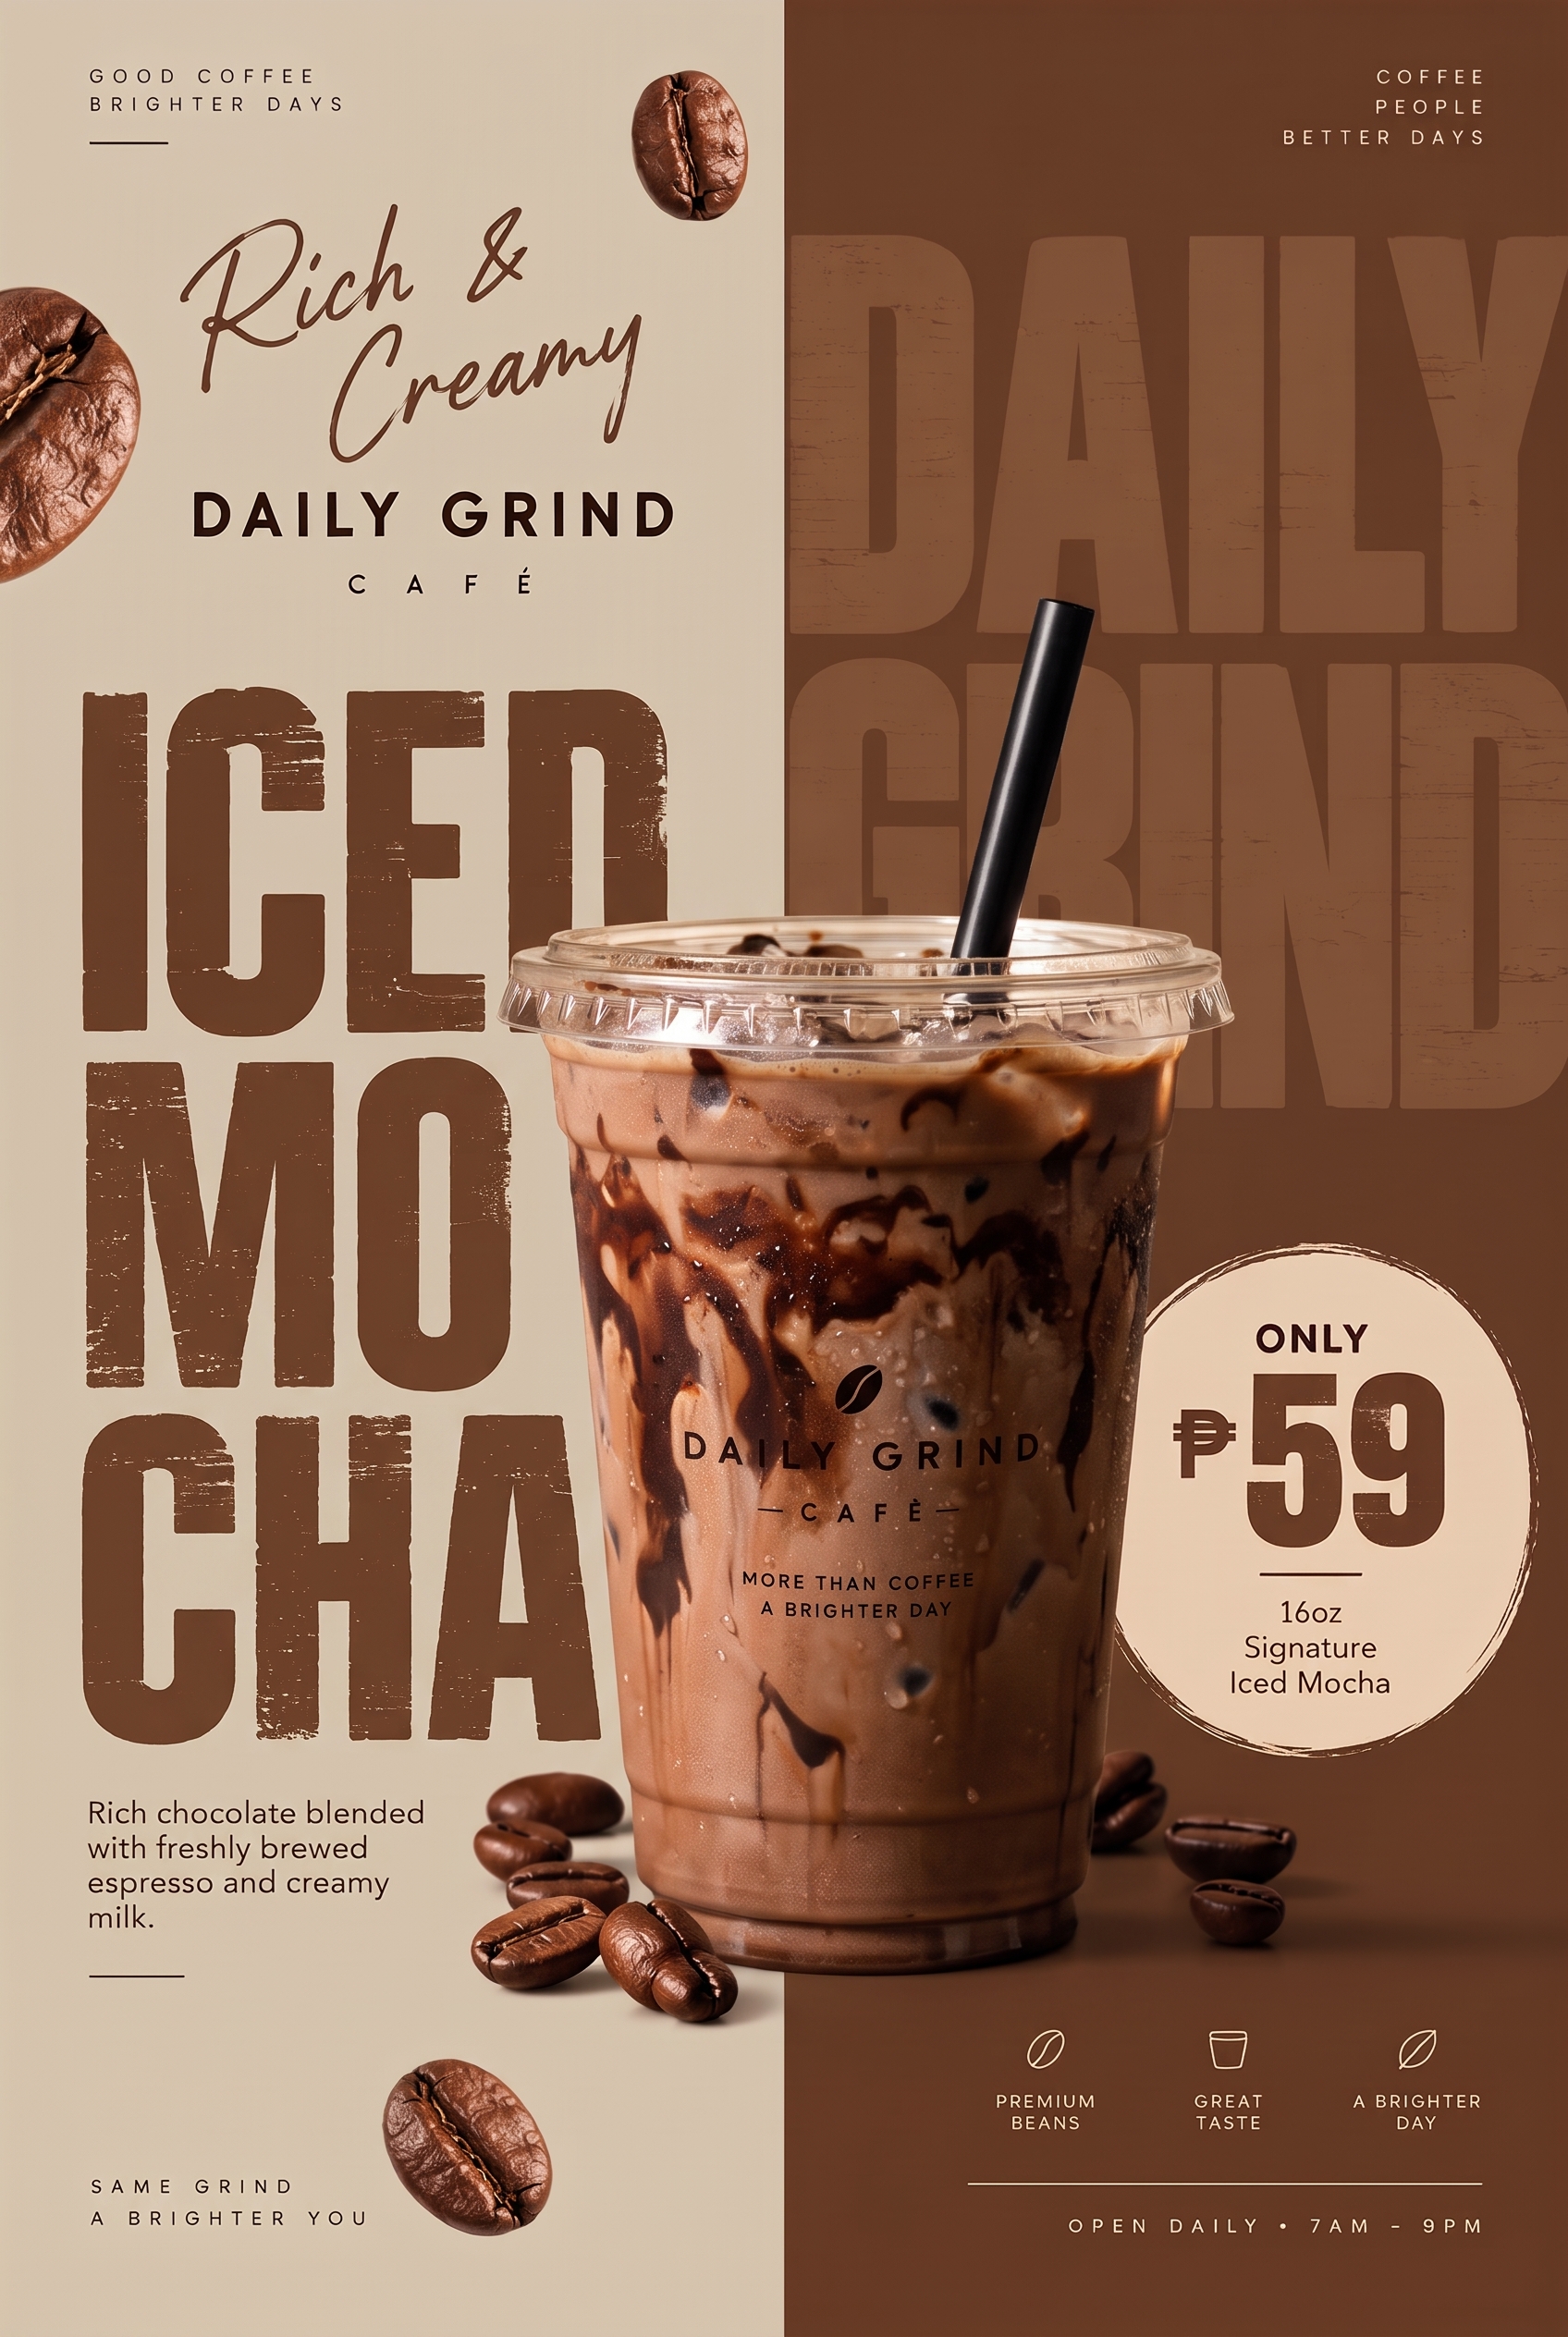 GOOD COFFEE
BRIGHTER DAYS
COFFEE
PEOPLE
BETTER DAYS
Rich &
Creamy
DAILY GRIND
CAFÉ
DAILY
GRIND
ICED
MO
CHA
DAILY GRIND
— CAFÈ —
MORE THAN COFFEE
A BRIGHTER DAY
ONLY
₱59
16oz
Signature
Iced Mocha
Rich chocolate blended
with freshly brewed
espresso and creamy
milk.
PREMIUM
BEANS
GREAT
TASTE
A BRIGHTER
DAY
SAME GRIND
A BRIGHTER YOU
OPEN DAILY • 7AM - 9PM